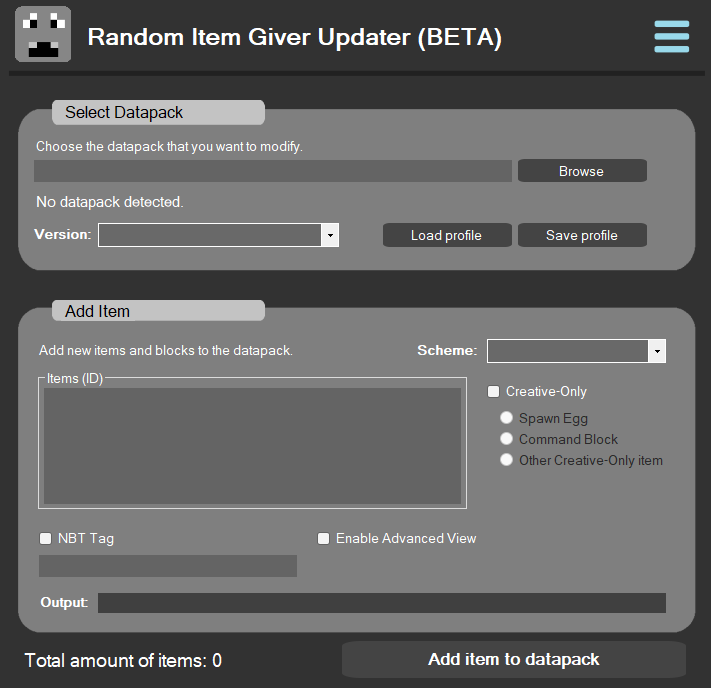 Random Item Giver Updater (BETA)
Select Datapack
Choose the datapack that you want to modify.
Browse
No datapack detected.
Version:
Load profile
Save profile
Add Item
Add new items and blocks to the datapack.
Scheme:
Items (ID)
Creative-Only
Spawn Egg
Command Block
Other Creative-Only item
NBT Tag
Enable Advanced View
Output:
Total amount of items: 0
Add item to datapack